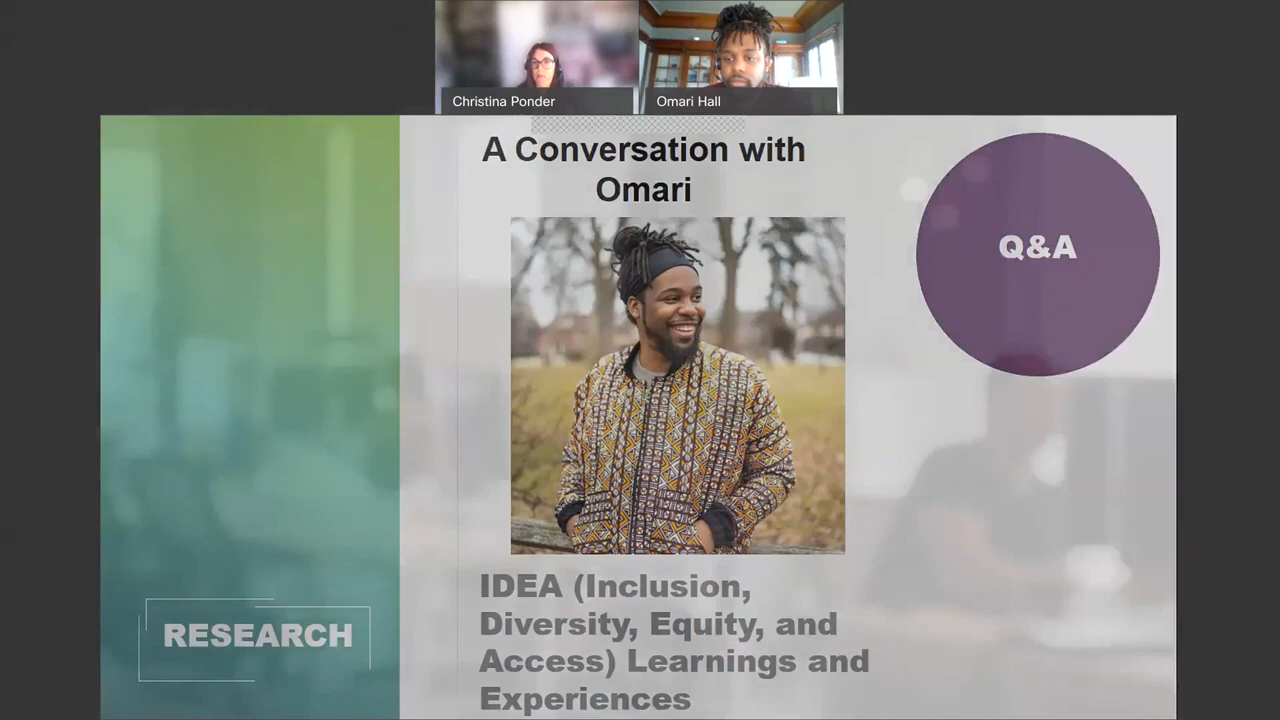 Christina Ponder
Omari Hall
A Conversation with
Omari
Q&A
IDEA (Inclusion,
Diversity, Equity, and
Access) Learnings and
Experiences
RESEARCH